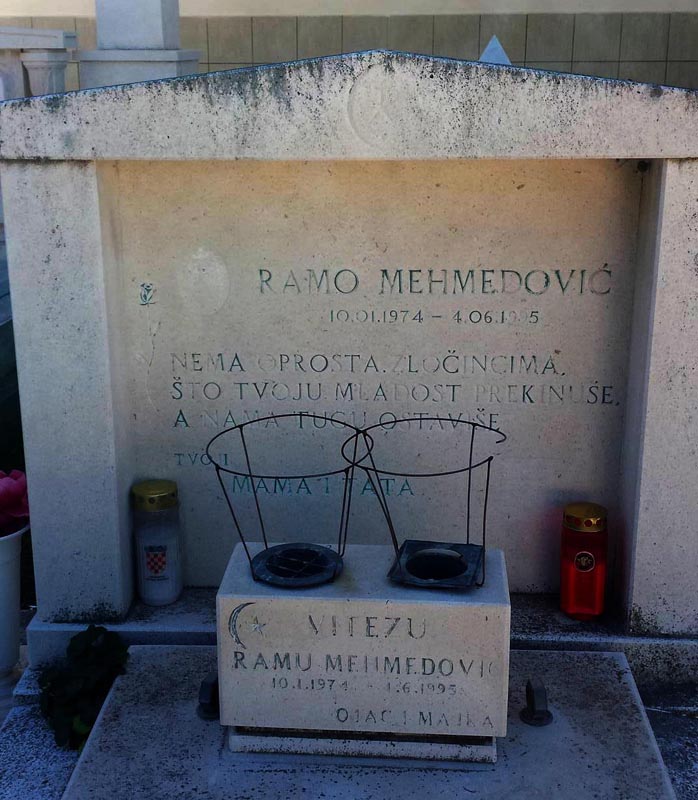 RAMO MEHMEDOVIĆ
10.01.1974 – 4.06.1995
NEMA OPROSTA ZLOČINCIMA,
ŠTO TVOJU MLADOST PREKINUŠE,
A NAMA TUGU OSTAVIŠE
TVOJI
MAMA I TATA
VITEZU
RAMU MEHMEDOVIĆ
10.1.1974 - 4.6.1995
OTAC I MAJKA